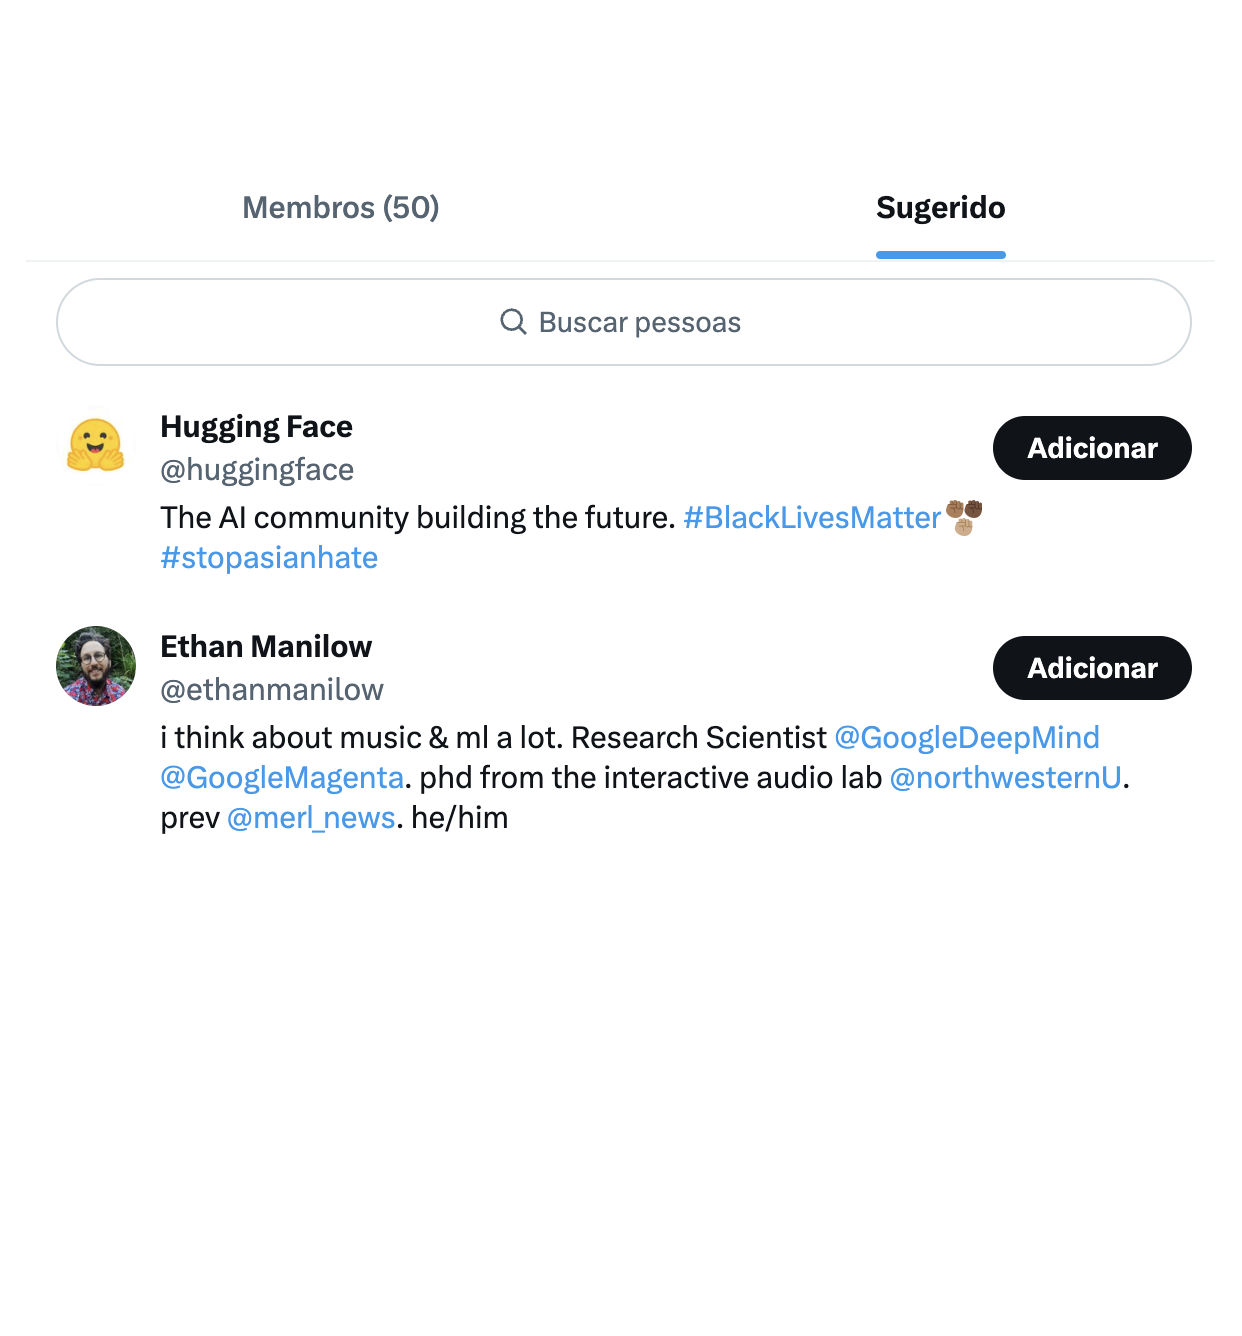 Membros (50)
Sugerido
Buscar pessoas
Hugging Face
Adicionar
@huggingface
The AI community building the future. #BlackLivesMatter
#stopasianhate
Ethan Manilow
Adicionar
@ethanmanilow
i think about music & ml a lot. Research Scientist @GoogleDeepMind
@GoogleMagenta. phd from the interactive audio lab @northwesternU.
prev @merl_news. he/him